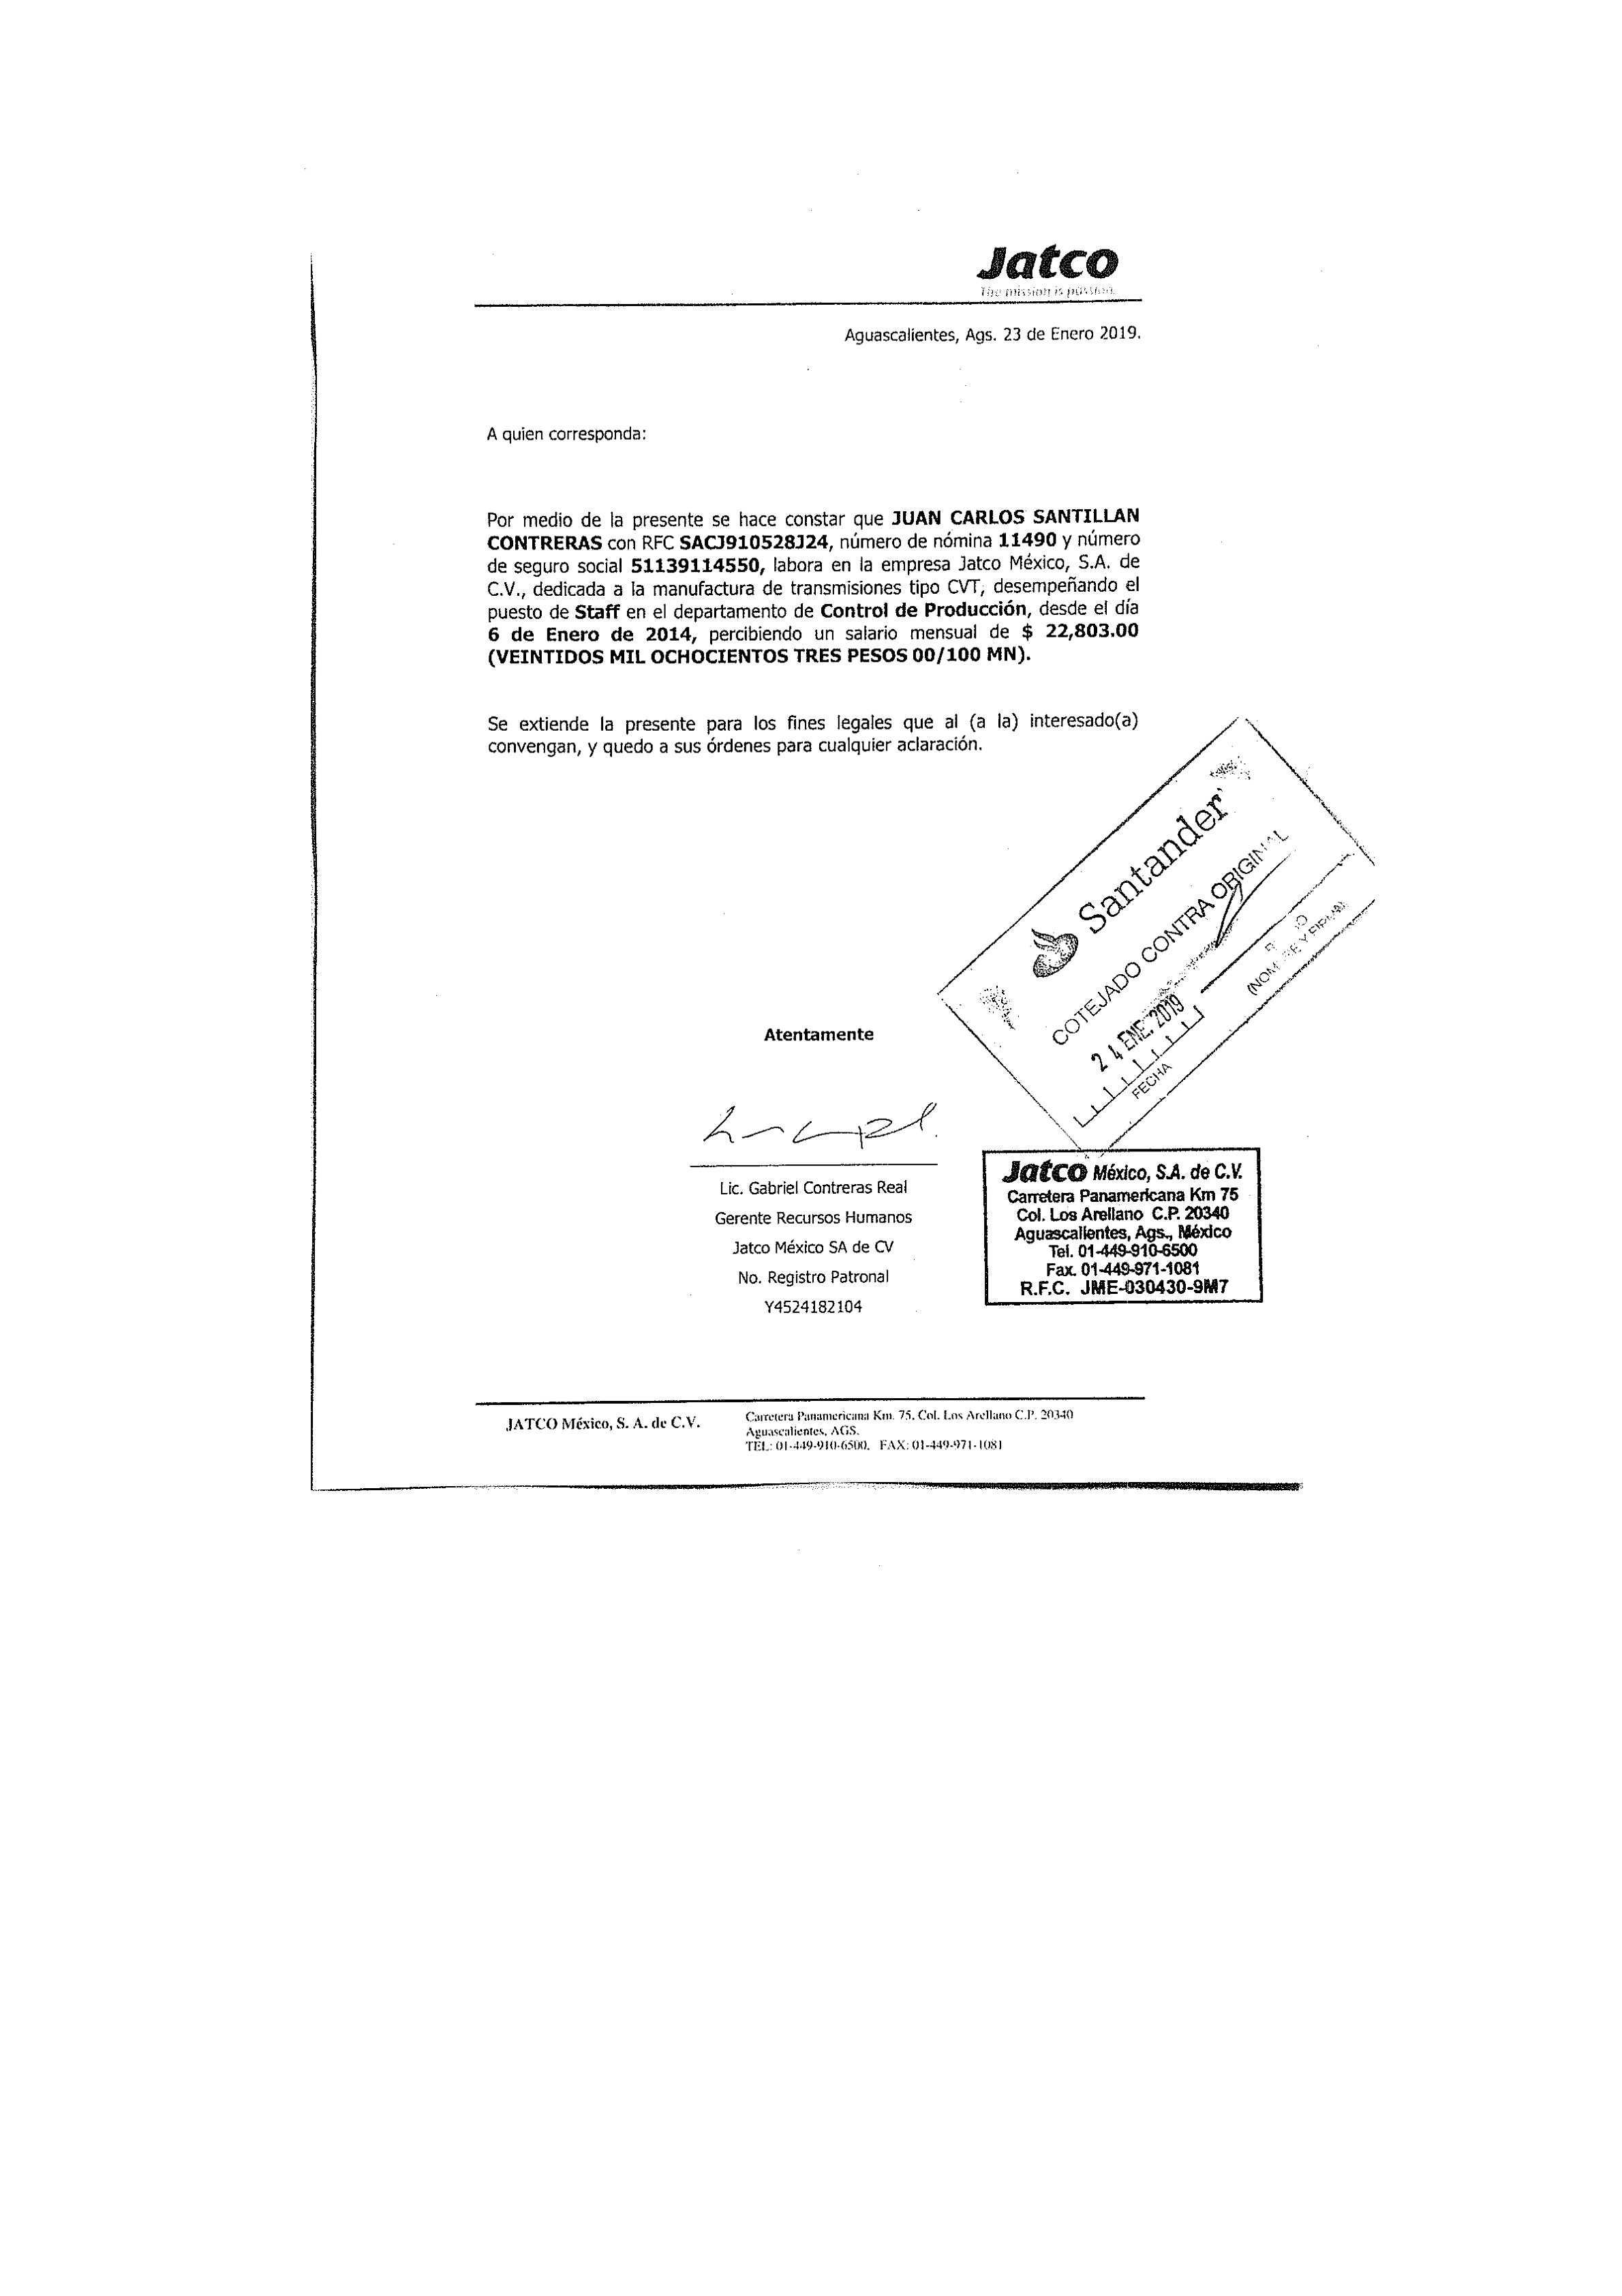 Jatco
The mission is passion.
Aguascalientes, Ags. 23 de Enero 2019.
A quien corresponda:
Por medio de la presente se hace constar que JUAN CARLOS SANTILLAN
CONTRERAS con RFC SACJ910528J24, número de nómina 11490 y número
de seguro social 51139114550, labora en la empresa Jatco México, S.A. de
C.V., dedicada a la manufactura de transmisiones tipo CVT, desempeñando el
puesto de Staff en el departamento de Control de Producción, desde el día
6 de Enero de 2014, percibiendo un salario mensual de $ 22,803.00
(VEINTIDOS MIL OCHOCIENTOS TRES PESOS 00/100 MN).
Se extiende la presente para los fines legales que al (a la) interesado(a)
convengan, y quedo a sus órdenes para cualquier aclaración.
Santander
COTEJADO CONTRA ORIGINAL
24 ENE. 2019
FECHA
Atentamente
Lic. Gabriel Contreras Real
Gerente Recursos Humanos
Jatco México SA de CV
No. Registro Patronal
Y4524182104
Jatco México, S.A. de C.V.
Carretera Panamericana Km 75
Col. Los Arellano C.P. 20340
Aguascalientes, Ags., México
Tel. 01-449-910-6500
Fax. 01-449-971-1081
R.F.C. JME-030430-9M7
JATCO México, S. A. de C.V.
Carretera Panamericana Km. 75, Col. Los Arellano C.P. 20340
Aguascalientes, AGS.
TEL: 01-449-910-6500, FAX: 01-449-971-1081